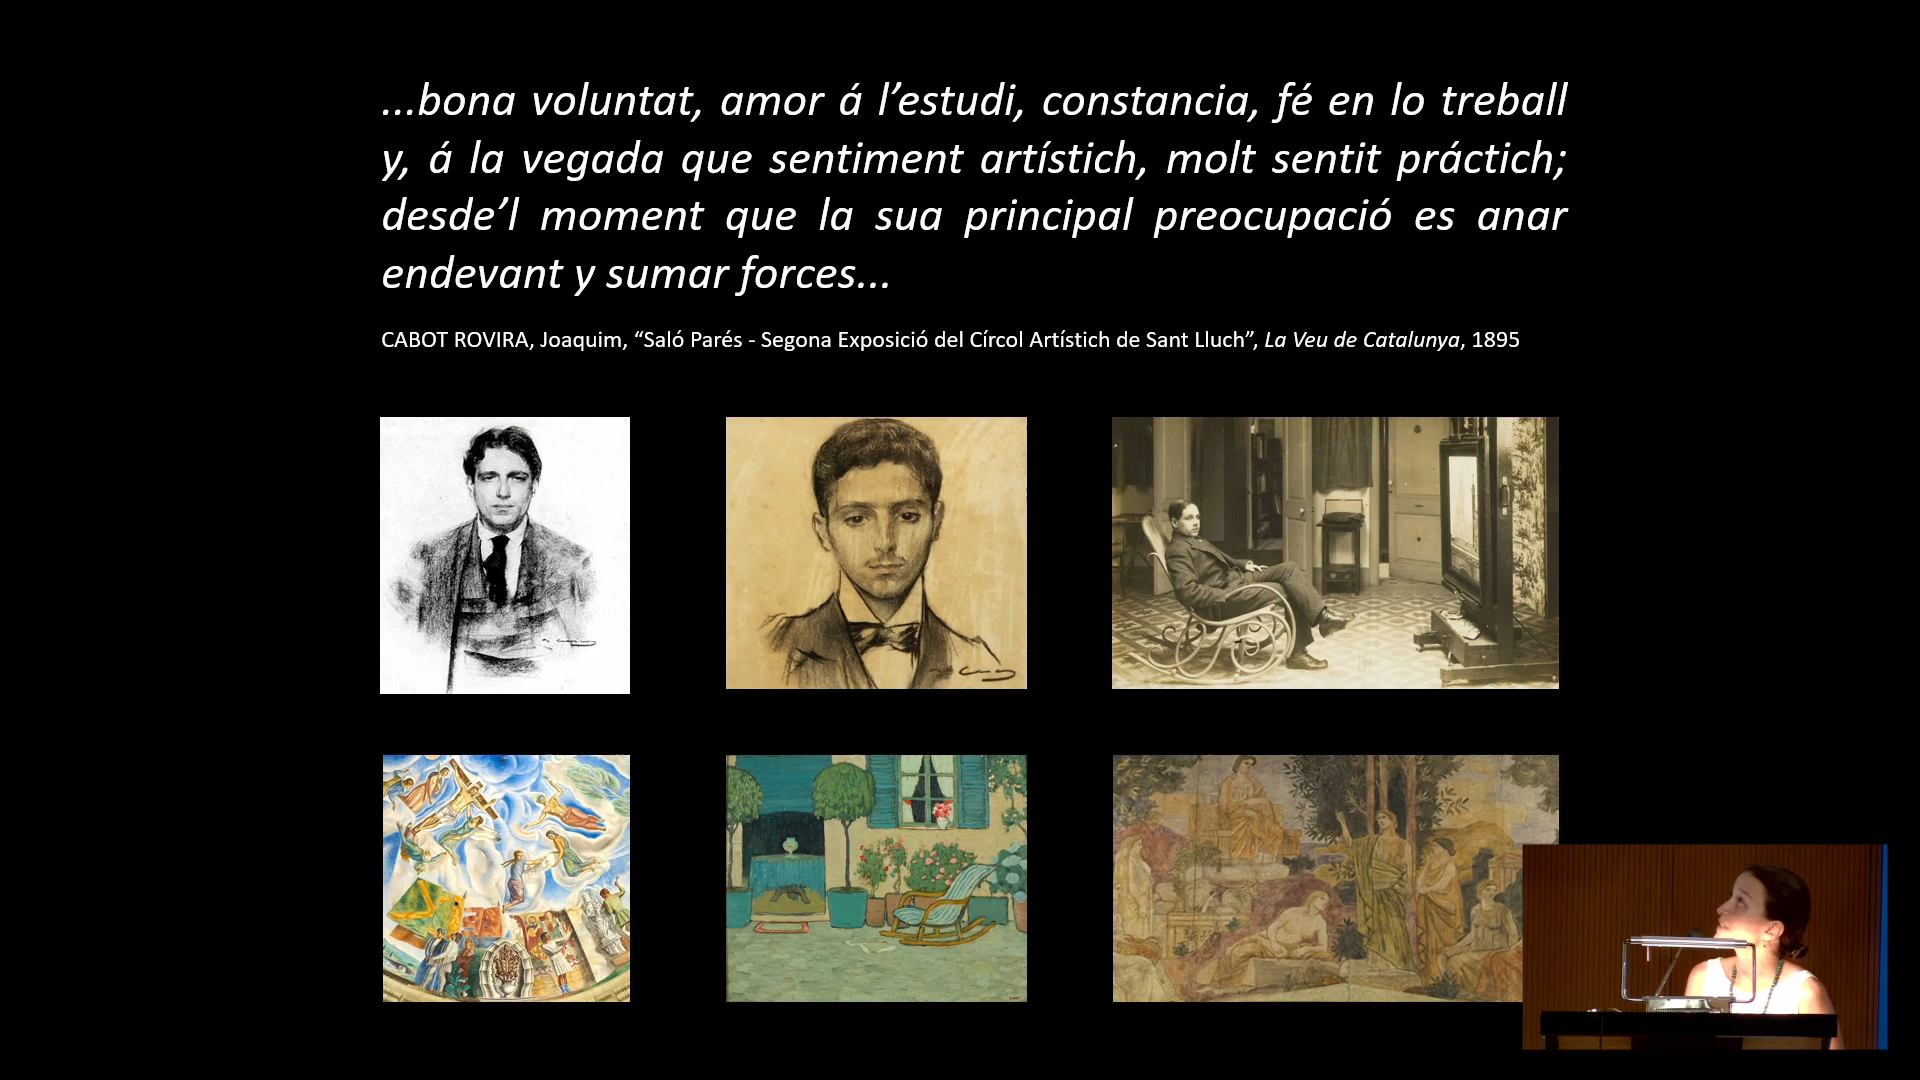 ...bona voluntat, amor á l’estudi, constancia, fé en lo treball
y, á la vegada que sentiment artístich, molt sentit práctich;
desde’l moment que la sua principal preocupació es anar
endevant y sumar forces...
CABOT ROVIRA, Joaquim, “Saló Parés - Segona Exposició del Círcol Artístich de Sant Lluch”, La Veu de Catalunya, 1895